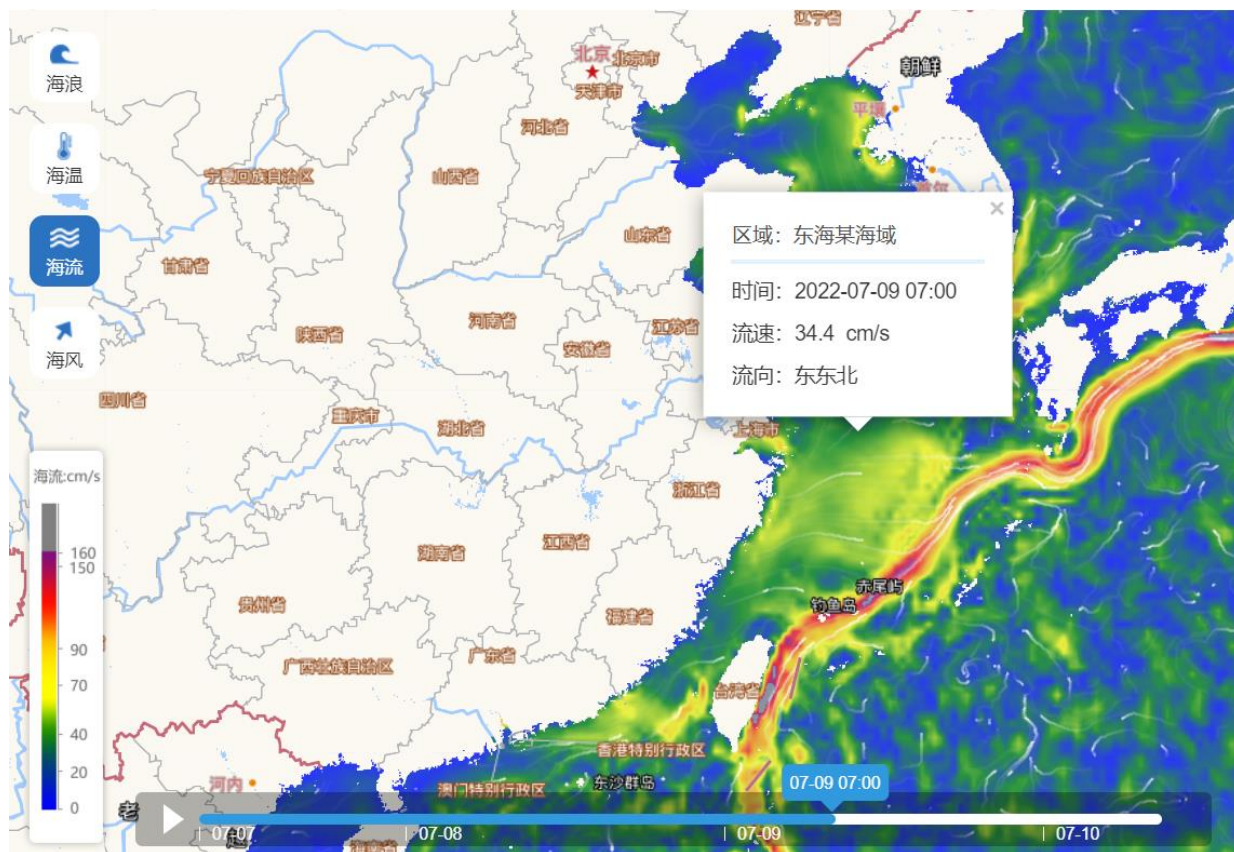 海浪
海温
海流
海风
辽宁省
北京
北京市
天津市
朝鲜
平壤
河北省
宁夏回族自治区
山西省
山东省
甘肃省
区域：东海某海域
时间：2022-07-09 07:00
流速：34.4 cm/s
流向：东东北
陕西省
河南省
江苏省
安徽省
四川省
重庆市
湖北省
上海市
浙江省
海流:cm/s
160
150
90
70
40
20
0
湖南省
江西省
贵州省
福建省
赤尾屿
钓鱼岛
广西壮族自治区
广东省
台湾省
香港特别行政区
河内
澳门特别行政区
东沙群岛
07-09 07:00
老
07-07
07-08
07-09
07-10
越
海南省